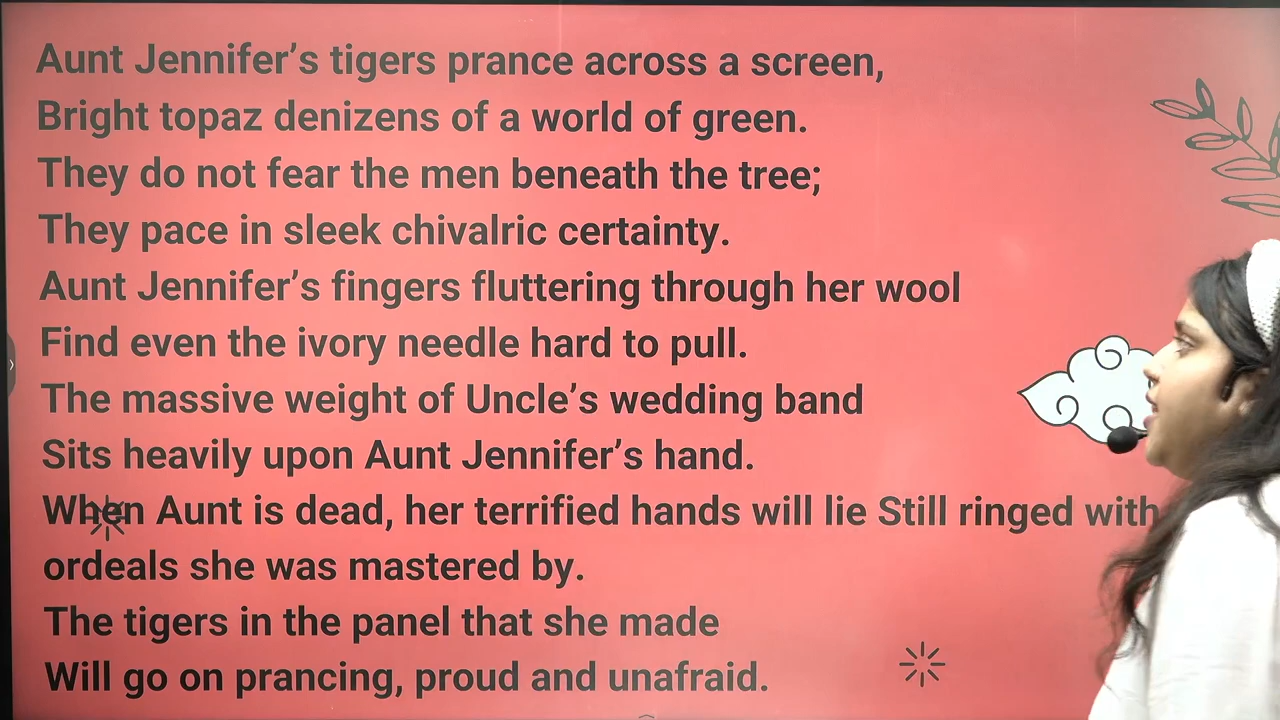 Aunt Jennifer’s tigers prance across a screen,
Bright topaz denizens of a world of green.
They do not fear the men beneath the tree;
They pace in sleek chivalric certainty.
Aunt Jennifer’s fingers fluttering through her wool
Find even the ivory needle hard to pull.
The massive weight of Uncle’s wedding band
Sits heavily upon Aunt Jennifer’s hand.
When Aunt is dead, her terrified hands will lie Still ringed with
ordeals she was mastered by.
The tigers in the panel that she made
Will go on prancing, proud and unafraid.